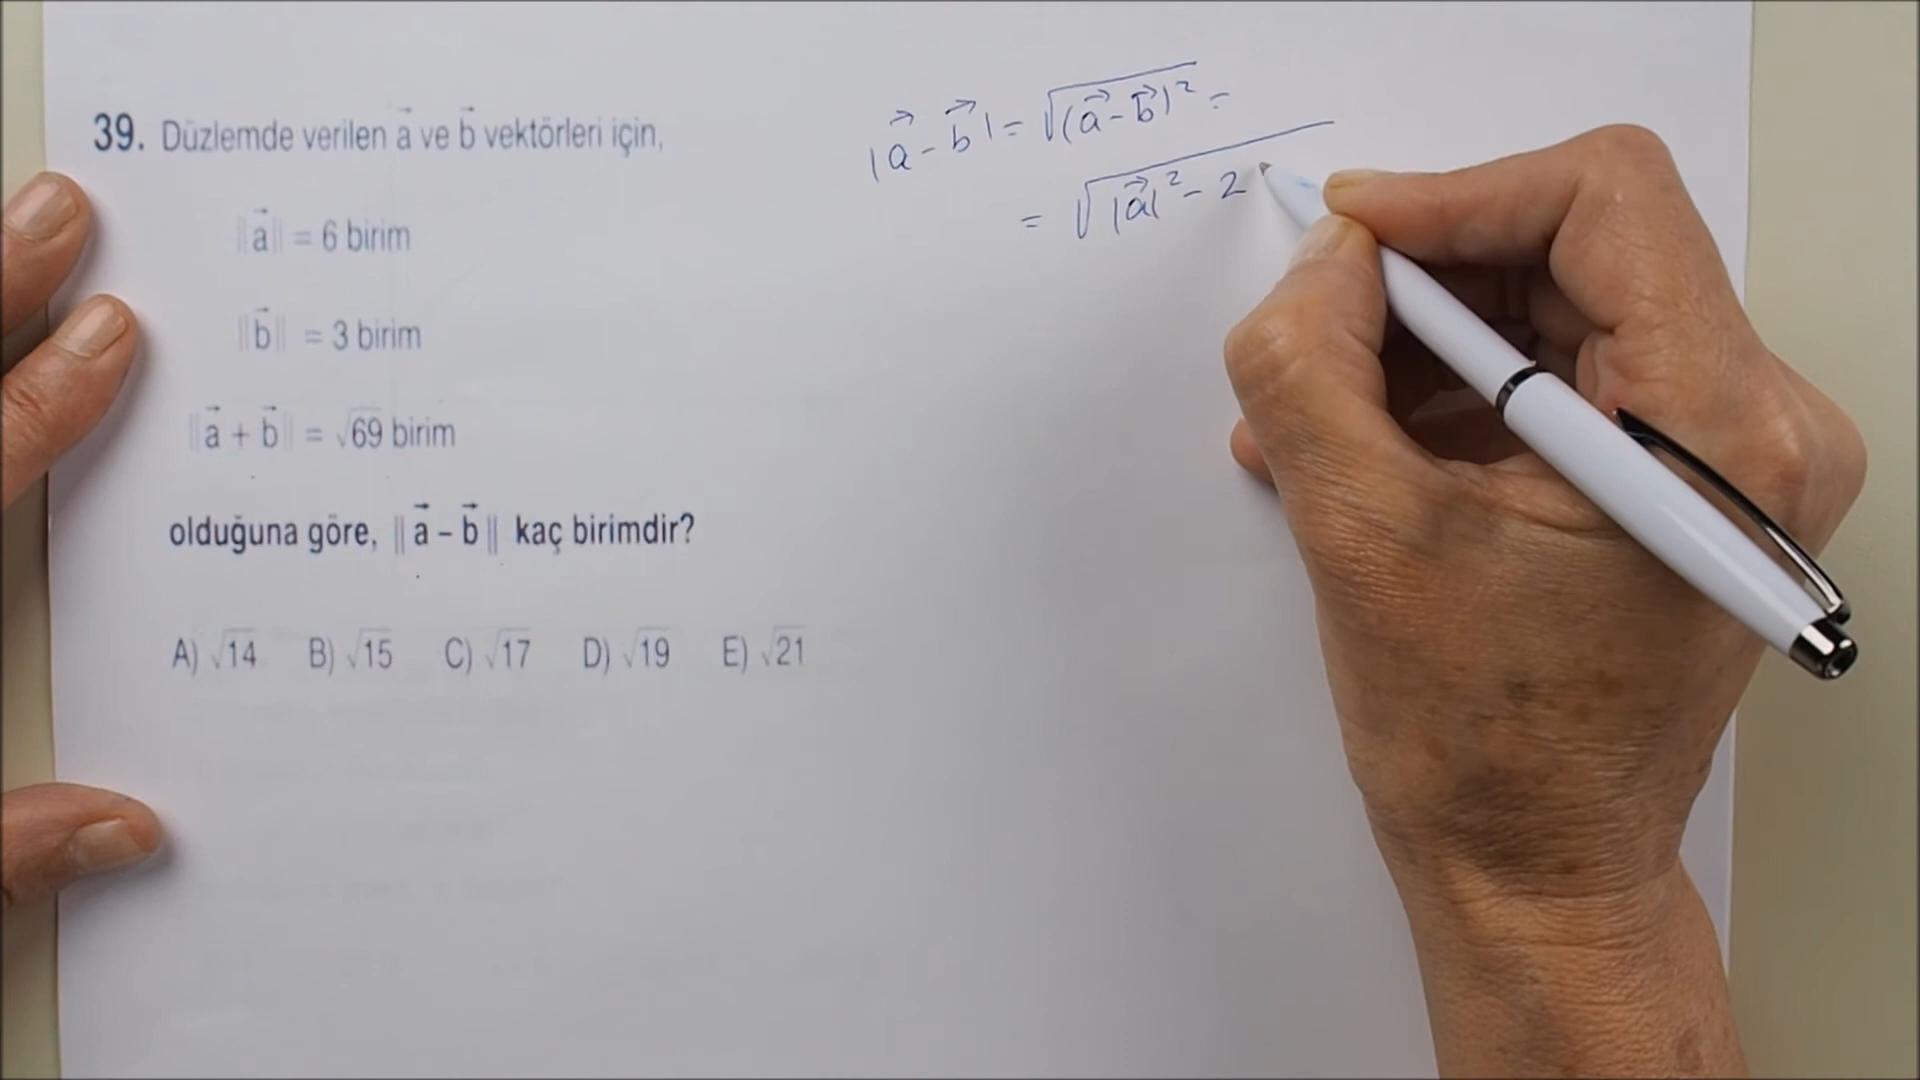 39. Düzlemde verilen a⃗ ve b⃗ vektörleri için,
||a⃗|| = 6 birim
||b⃗|| = 3 birim
||a⃗ + b⃗|| = √69 birim
olduğuna göre, ||a⃗ – b⃗|| kaç birimdir?
A) √14 B) √15 C) √17 D) √19 E) √21
|a⃗ - b⃗| = √(a⃗ - b⃗)² =
= √|a⃗|² - 2